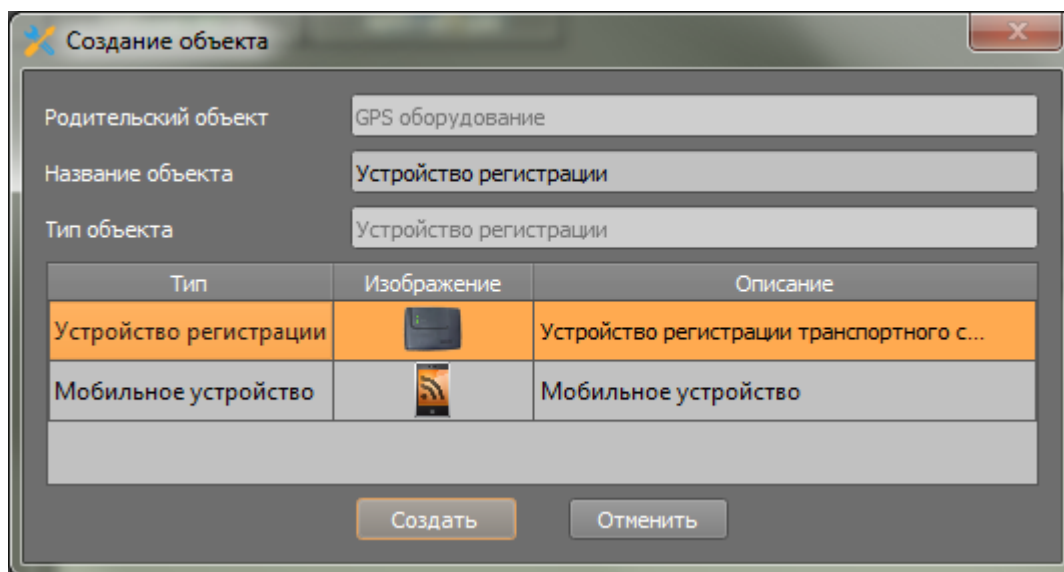 Создание объекта
Родительский объект GPS оборудование
Название объекта Устройство регистрации
Тип объекта Устройство регистрации
Тип Изображение Описание
Устройство регистрации Устройство регистрации транспортного с...
Мобильное устройство Мобильное устройство
Создать Отменить